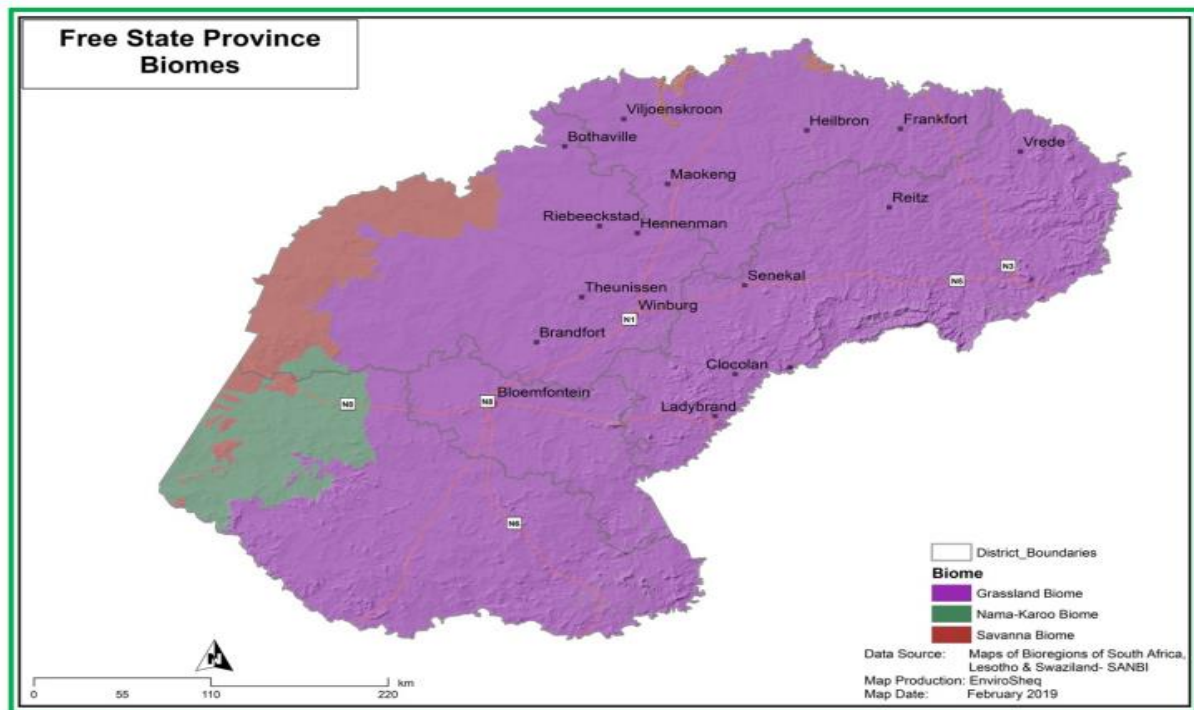 Free State Province
Biomes
Viljoenskroon
Bothaville
Heilbron
Frankfort
Vrede
Maokeng
Reitz
Riebeeckstad
Hennenman
Senekal
N3
N5
Theunissen
Winburg
N1
Brandfort
Clocolan
Bloemfontein
N8
N8
Ladybrand
N6
District_Boundaries
Biome
Grassland Biome
Nama-Karoo Biome
Savanna Biome
Data Source: Maps of Bioregions of South Africa,
Lesotho & Swaziland- SANBI
Map Production: EnviroSheq
Map Date: February 2019
N
km
0 55 110 220